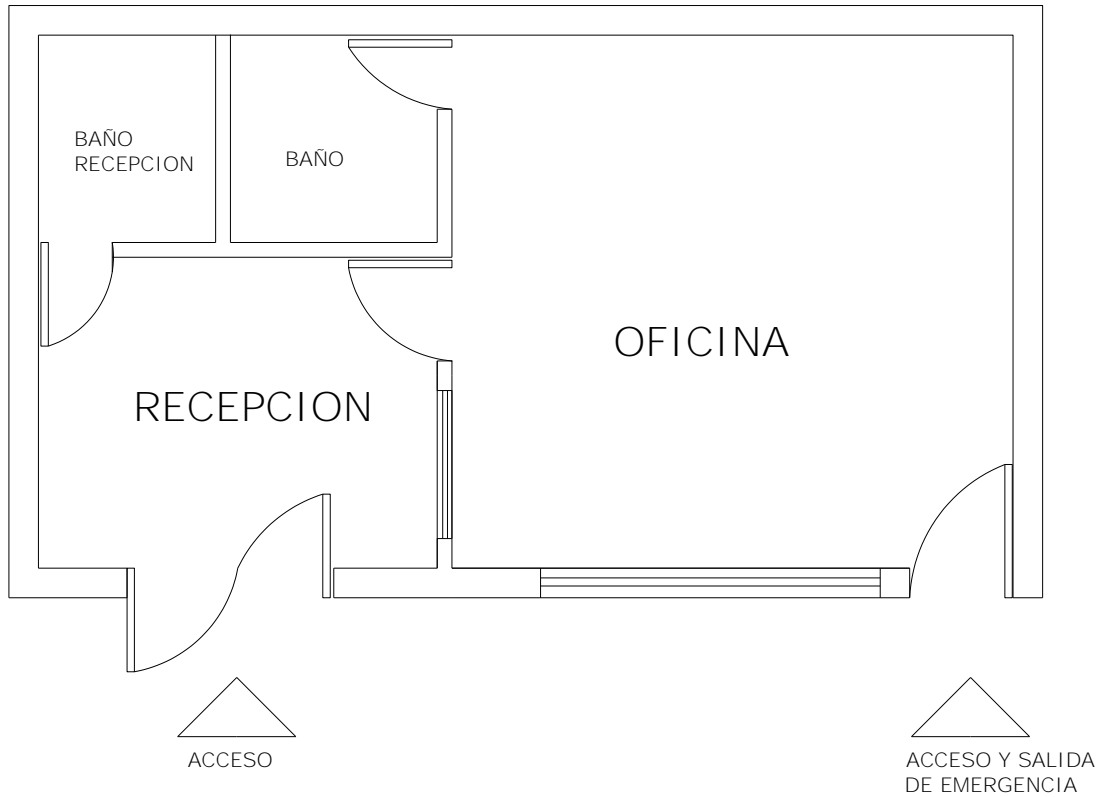 BAÑO
RECEPCION
BAÑO
OFICINA
RECEPCION
ACCESO
ACCESO Y SALIDA
DE EMERGENCIA